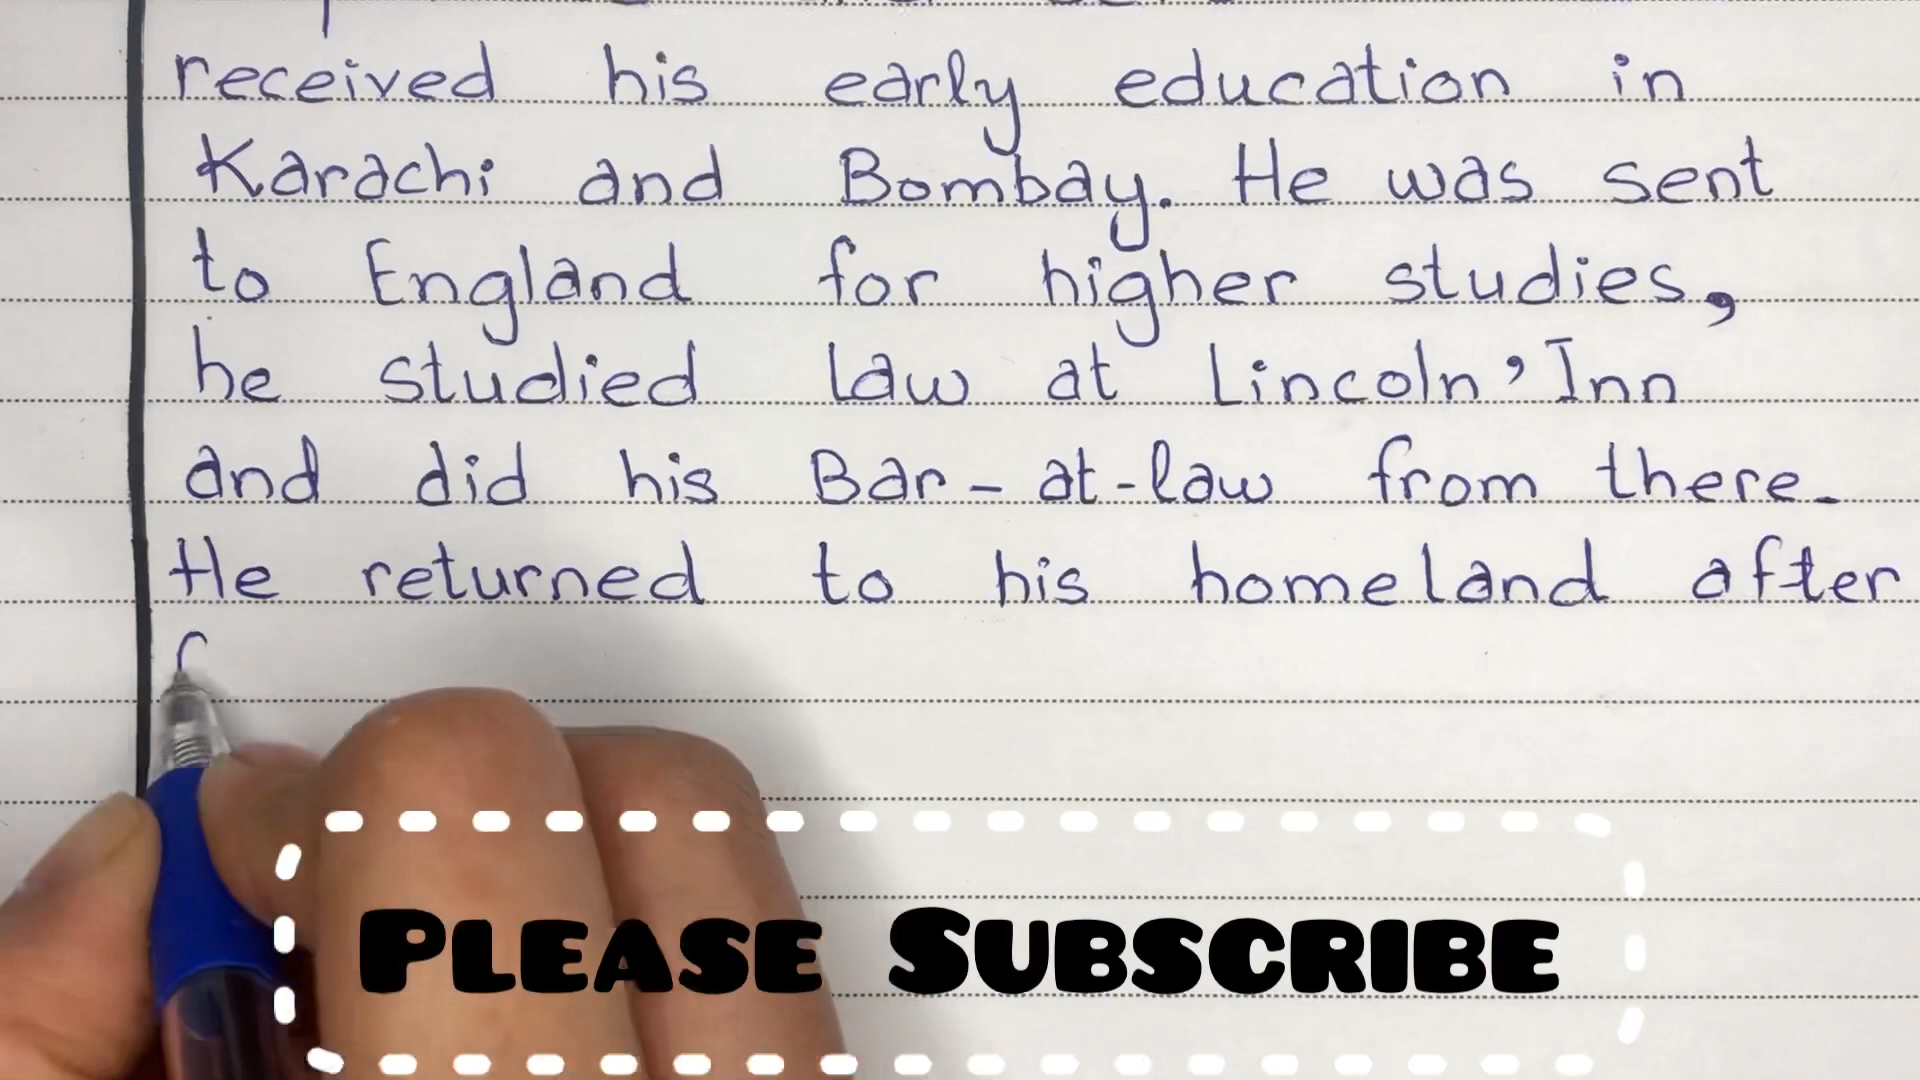 received his early education in
Karachi and Bombay. He was sent
to England for higher studies,
he studied law at Lincoln' Inn
and did his Bar-at-law from there.
He returned to his homeland after
PLEASE SUBSCRIBE